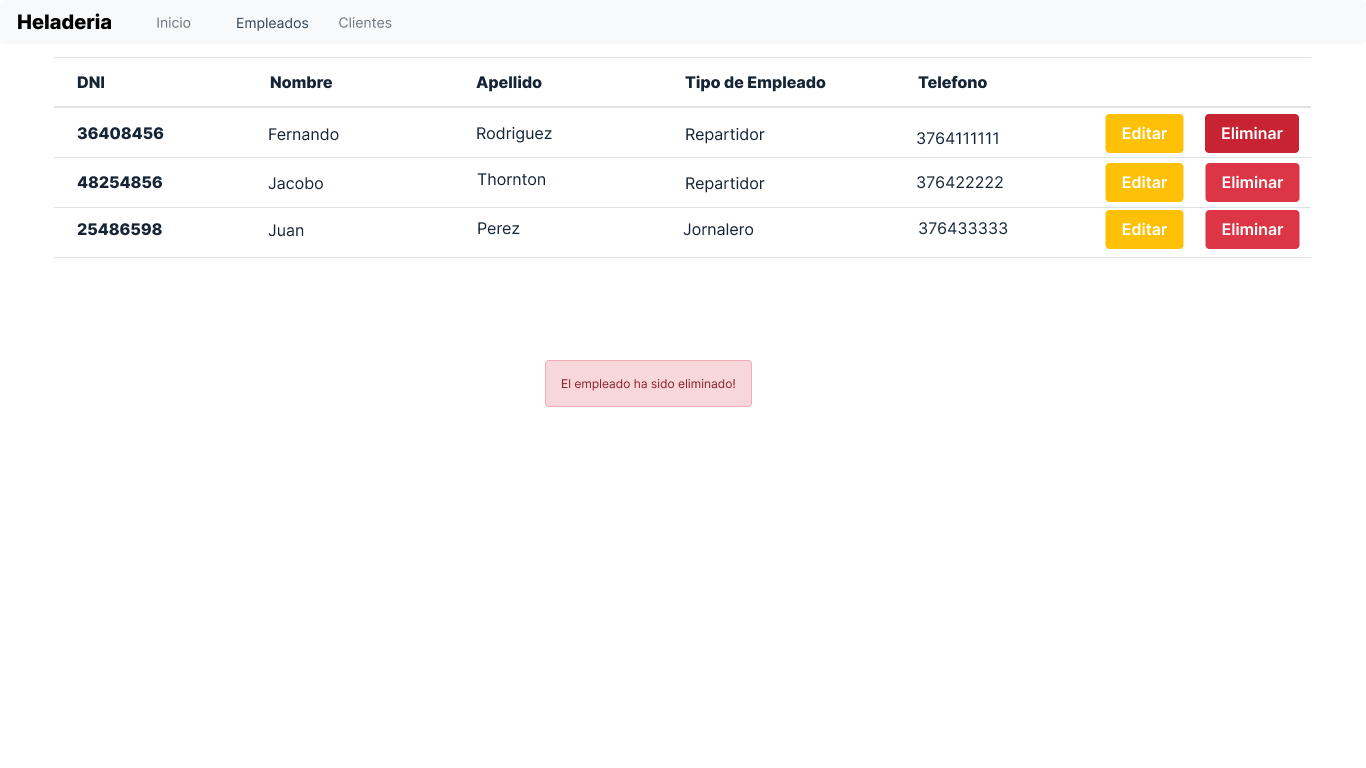 Heladeria Inicio Empleados Clientes
DNI Nombre Apellido Tipo de Empleado Telefono
36408456 Fernando Rodriguez Repartidor 3764111111 Editar Eliminar
48254856 Jacobo Thornton Repartidor 376422222 Editar Eliminar
25486598 Juan Perez Jornalero 376433333 Editar Eliminar
El empleado ha sido eliminado!